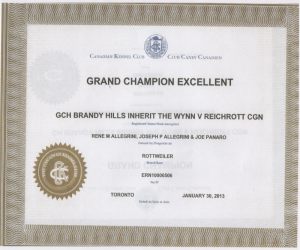 CANADIAN KENNEL CLUB CLUB CANIN CANADIEN
GRAND CHAMPION EXCELLENT
GCH BRANDY HILLS INHERIT THE WYNN V REICHROTT CGN
RENE M ALLEGRINI, JOSEPH P ALLEGRINI & JOE PANARO
ROTTWEILER
ERN10000506
TORONTO JANUARY 30, 2013